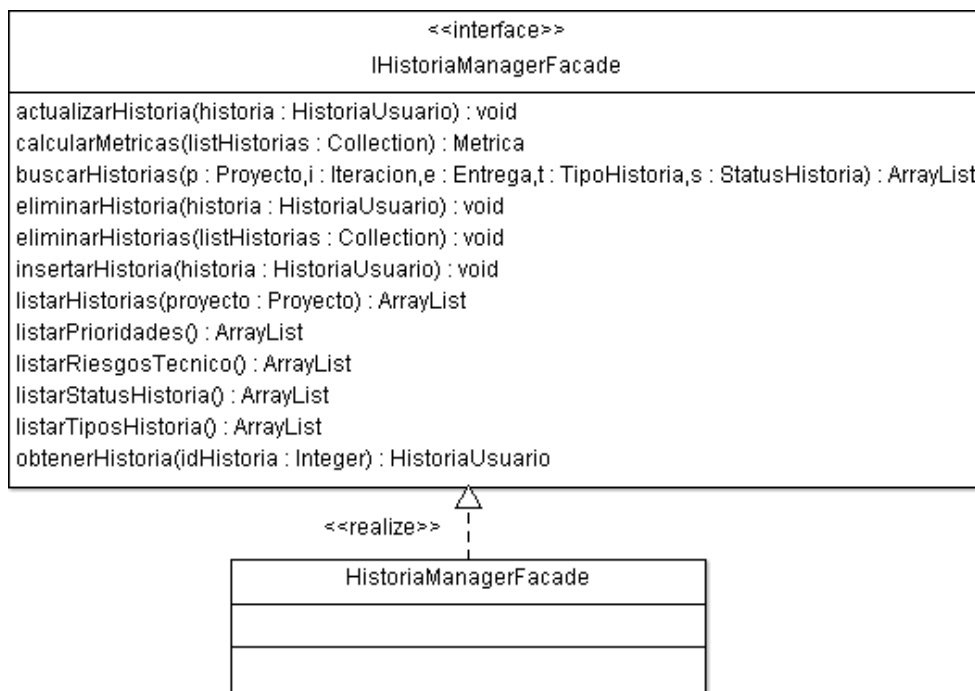 <<interface>>
IHistoriaManagerFacade
actualizarHistoria(historia : HistoriaUsuario) : void
calcularMetricas(listHistorias : Collection) : Metrica
buscarHistorias(p : Proyecto,i : Iteracion,e : Entrega,t : TipoHistoria,s : StatusHistoria) : ArrayList
eliminarHistoria(historia : HistoriaUsuario) : void
eliminarHistorias(listHistorias : Collection) : void
insertarHistoria(historia : HistoriaUsuario) : void
listarHistorias(proyecto : Proyecto) : ArrayList
listarPrioridades() : ArrayList
listarRiesgosTecnico() : ArrayList
listarStatusHistoria() : ArrayList
listarTiposHistoria() : ArrayList
obtenerHistoria(idHistoria : Integer) : HistoriaUsuario
<<realize>>
HistoriaManagerFacade